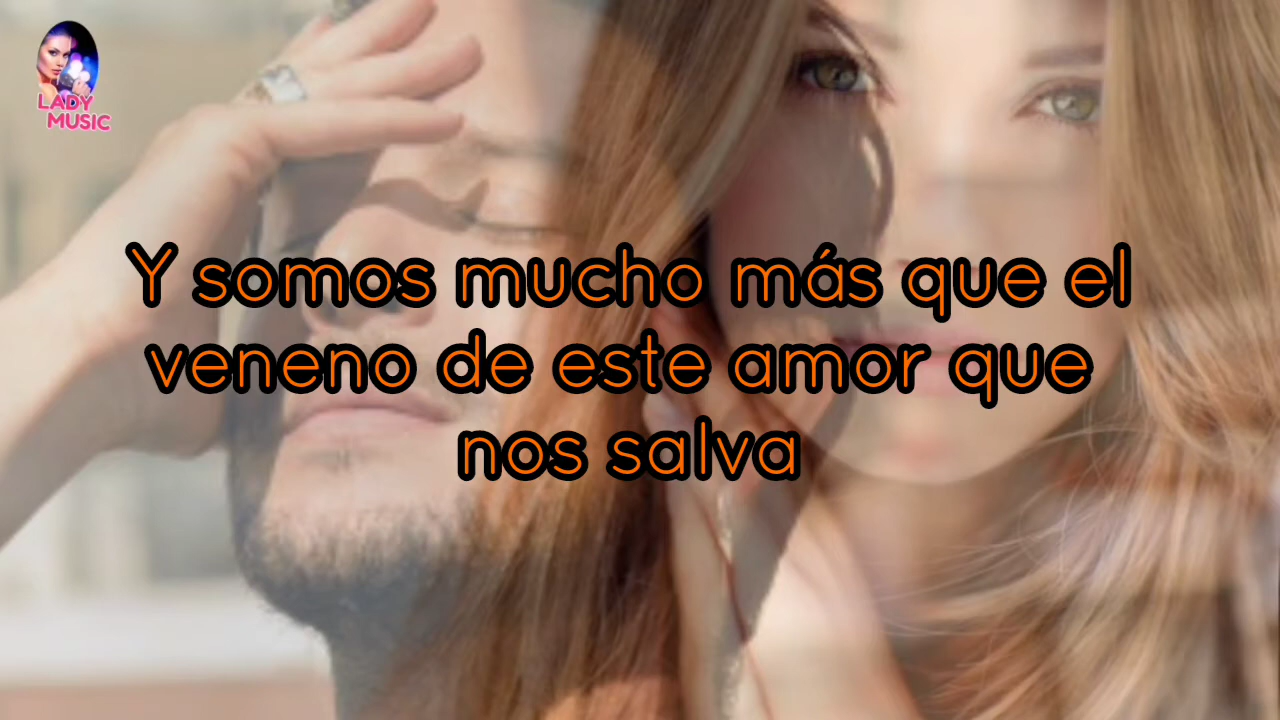 LADY
MUSIC
Y somos mucho más que el
veneno de este amor que
nos salva